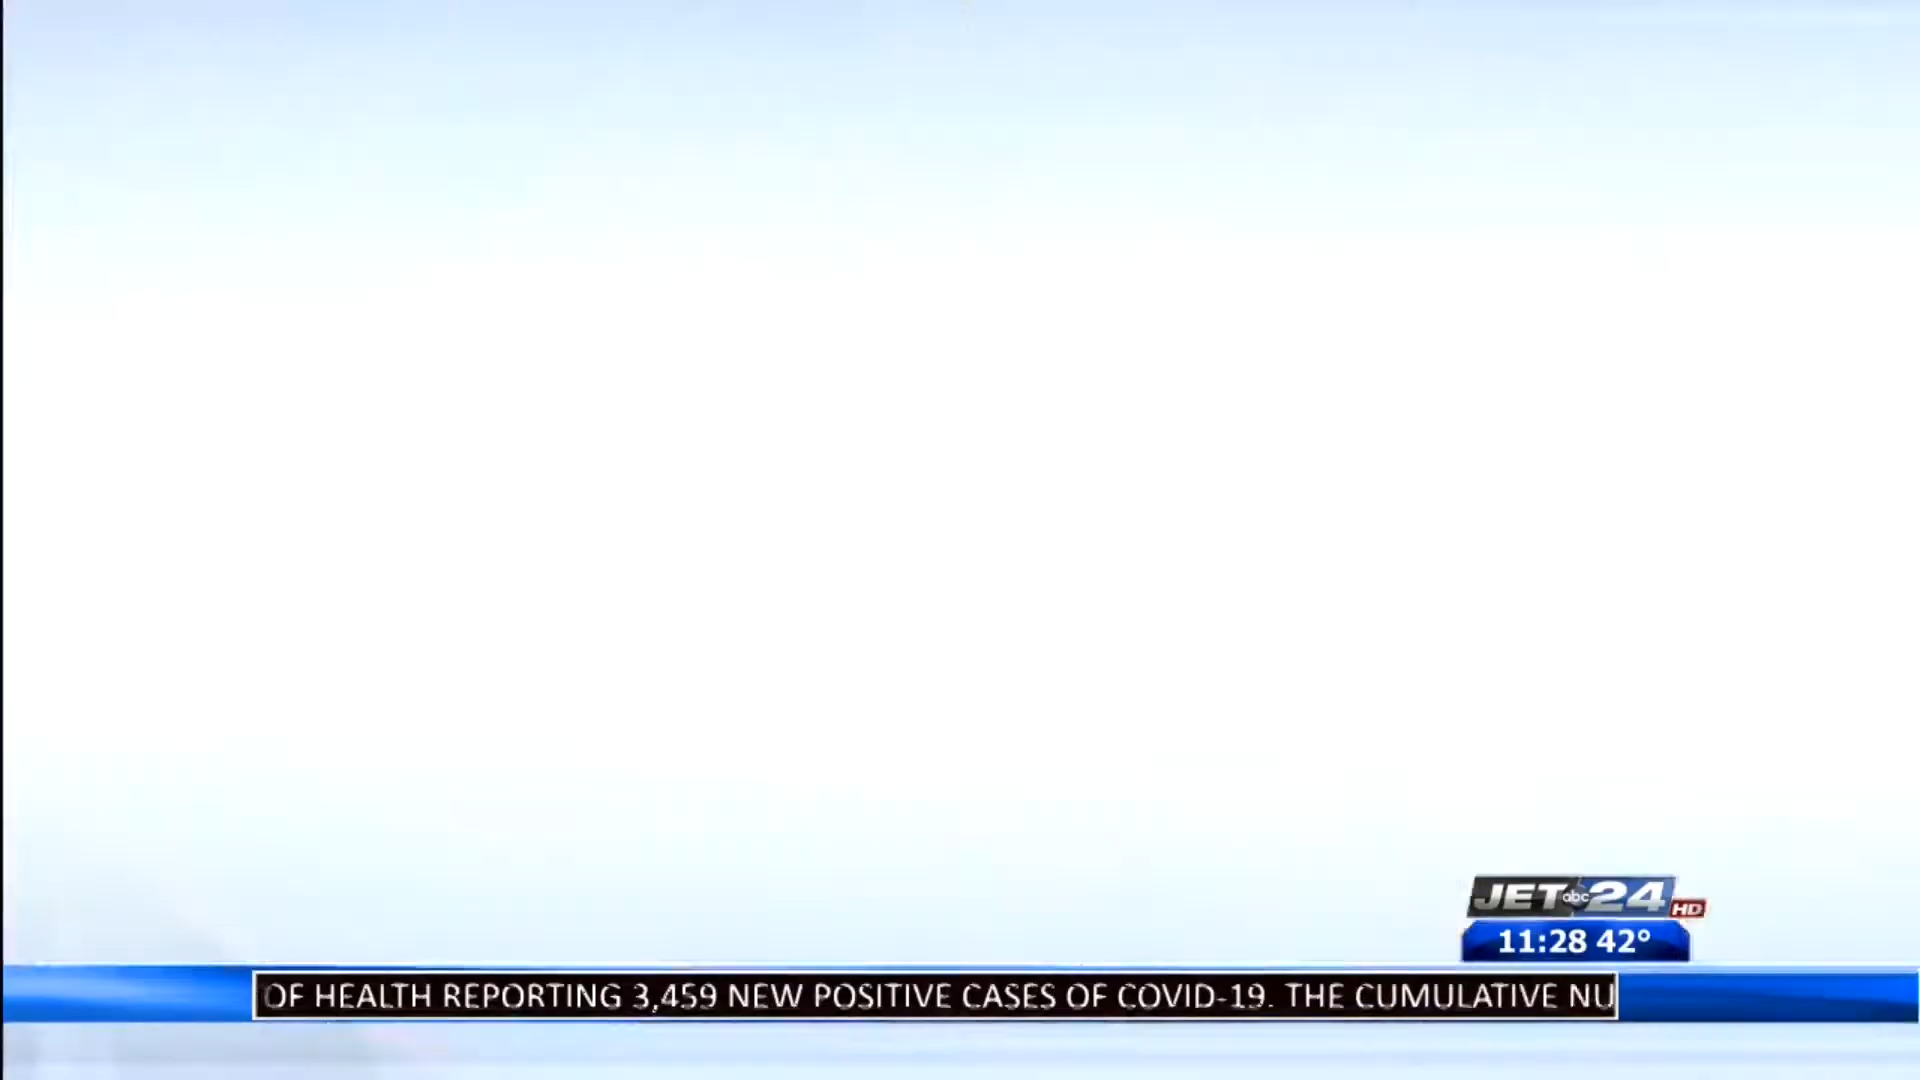 JET abc 24 HD
11:28 42°
OF HEALTH REPORTING 3,459 NEW POSITIVE CASES OF COVID-19. THE CUMULATIVE NU